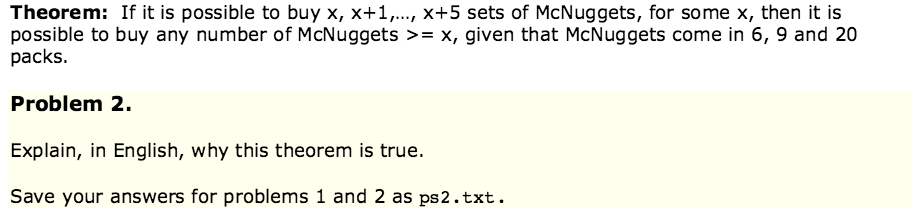 Theorem: If it is possible to buy x, x+1,..., x+5 sets of McNuggets, for some x, then it is
possible to buy any number of McNuggets >= x, given that McNuggets come in 6, 9 and 20
packs.
Problem 2.
Explain, in English, why this theorem is true.
Save your answers for problems 1 and 2 as ps2.txt.